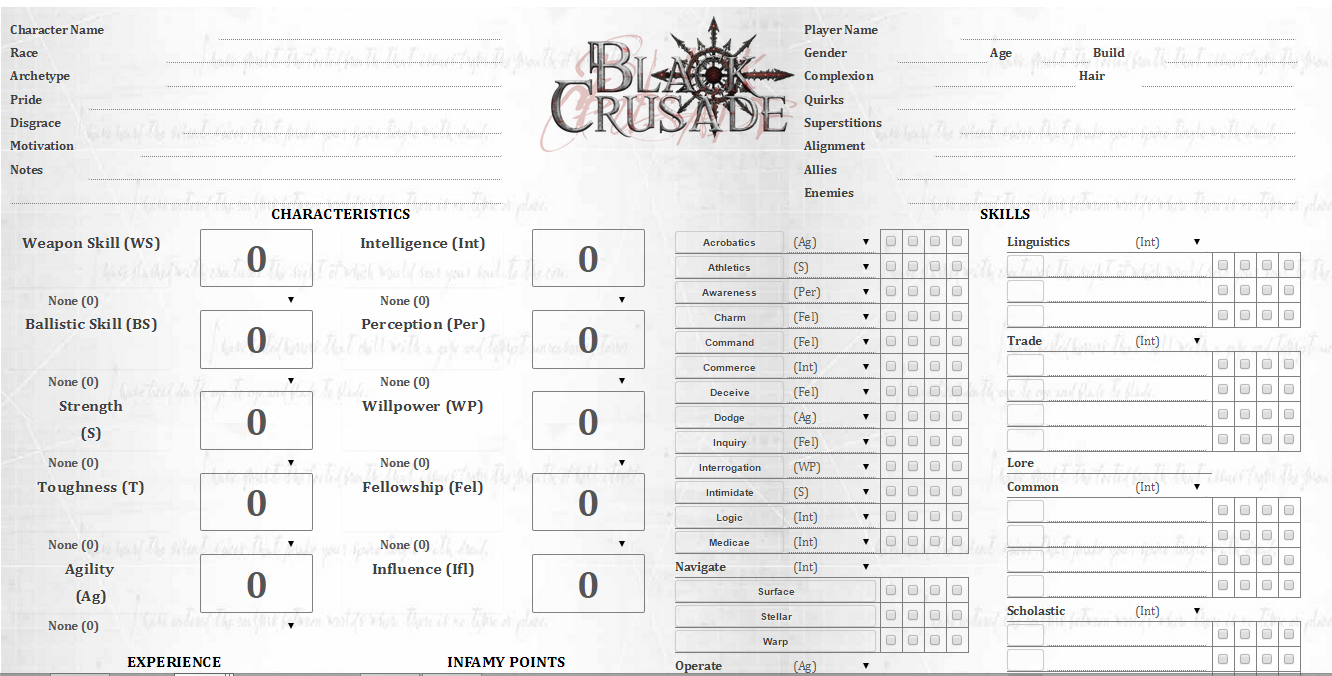 Character Name
Race
Archetype
Pride
Disgrace
Motivation
Notes
BLACK CRUSADE
Player Name
Gender Age Build
Complexion Hair
Quirks
Superstitions
Alignment
Allies
Enemies
CHARACTERISTICS
Weapon Skill (WS) 0 Intelligence (Int) 0
None (0) None (0)
Ballistic Skill (BS) 0 Perception (Per) 0
None (0) None (0)
Strength (S) 0 Willpower (WP) 0
None (0) None (0)
Toughness (T) 0 Fellowship (Fel) 0
None (0) None (0)
Agility (Ag) 0 Influence (Ifl) 0
None (0)
EXPERIENCE INFAMY POINTS
SKILLS
Acrobatics (Ag)
Athletics (S)
Awareness (Per)
Charm (Fel)
Command (Fel)
Commerce (Int)
Deceive (Fel)
Dodge (Ag)
Inquiry (Fel)
Interrogation (WP)
Intimidate (S)
Logic (Int)
Medicae (Int)
Navigate (Int)
Surface
Stellar
Warp
Operate (Ag)
Linguistics (Int)
Trade (Int)
Lore
Common (Int)
Scholastic (Int)